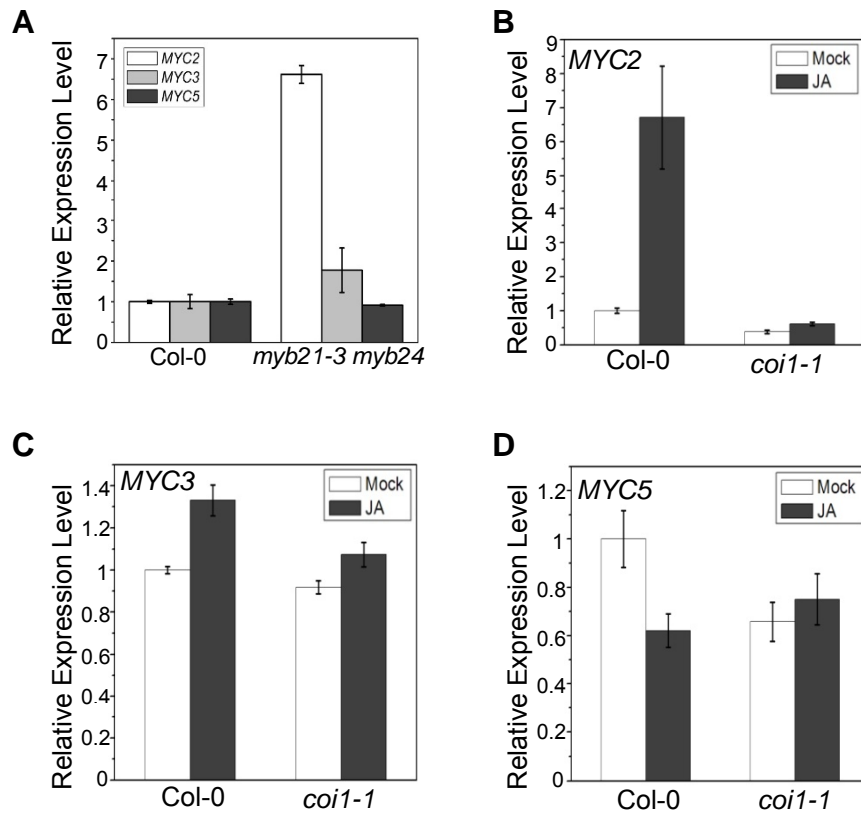 A
Relative Expression Level
7
6
5
4
3
2
1
0
MYC2
MYC3
MYC5
Col-0
myb21-3 myb24
B
Relative Expression Level
9
8
7
6
5
4
3
2
1
0
MYC2
Mock
JA
Col-0
coi1-1
C
Relative Expression Level
1.4
1.2
1
0.8
0.6
0.4
0.2
0
MYC3
Mock
JA
Col-0
coi1-1
D
Relative Expression Level
1.2
1
0.8
0.6
0.4
0.2
0
MYC5
Mock
JA
Col-0
coi1-1